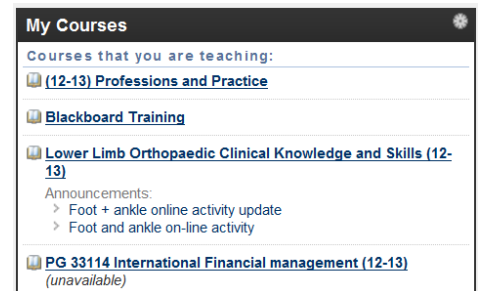 My Courses
Courses that you are teaching:
(12-13) Professions and Practice
Blackboard Training
Lower Limb Orthopaedic Clinical Knowledge and Skills (12-
13)
Announcements:
Foot + ankle online activity update
Foot and ankle on-line activity
PG 33114 International Financial management (12-13)
(unavailable)